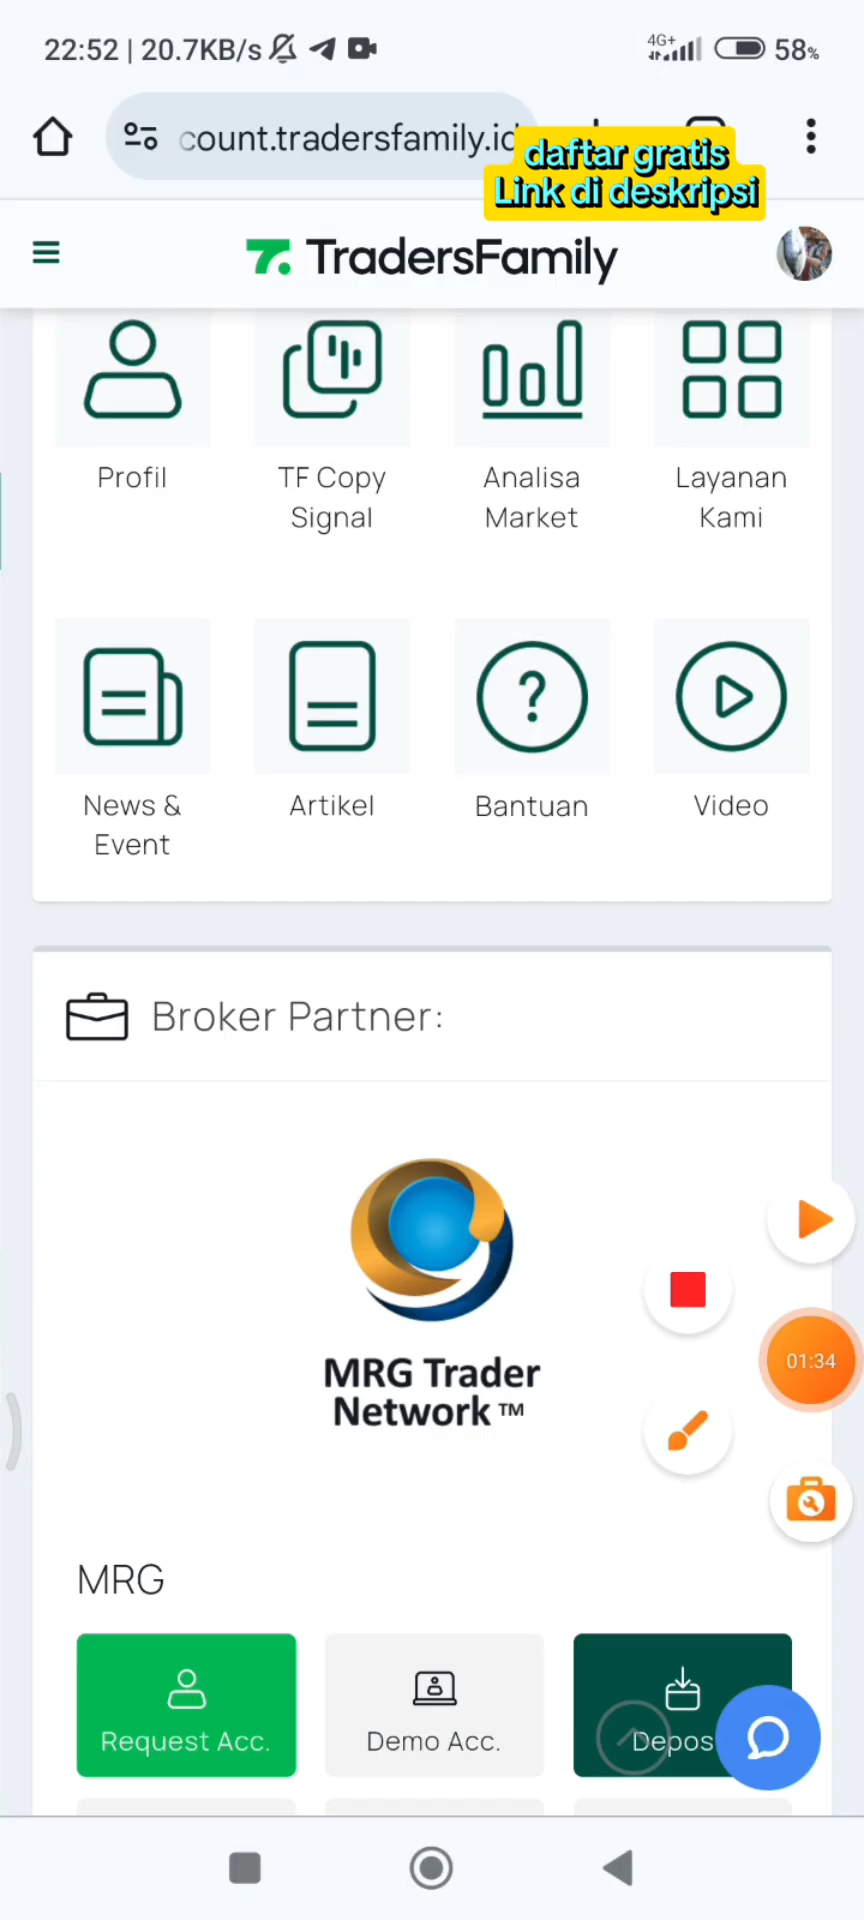 22:52 | 20.7KB/s
4G+
58%
count.tradersfamily.id
daftar gratis
Link di deskripsi
TradersFamily
Profil
TF Copy
Signal
Analisa
Market
Layanan
Kami
News &
Event
Artikel
Bantuan
Video
Broker Partner:
MRG Trader
Network ™
01:34
MRG
Request Acc.
Demo Acc.
Depos